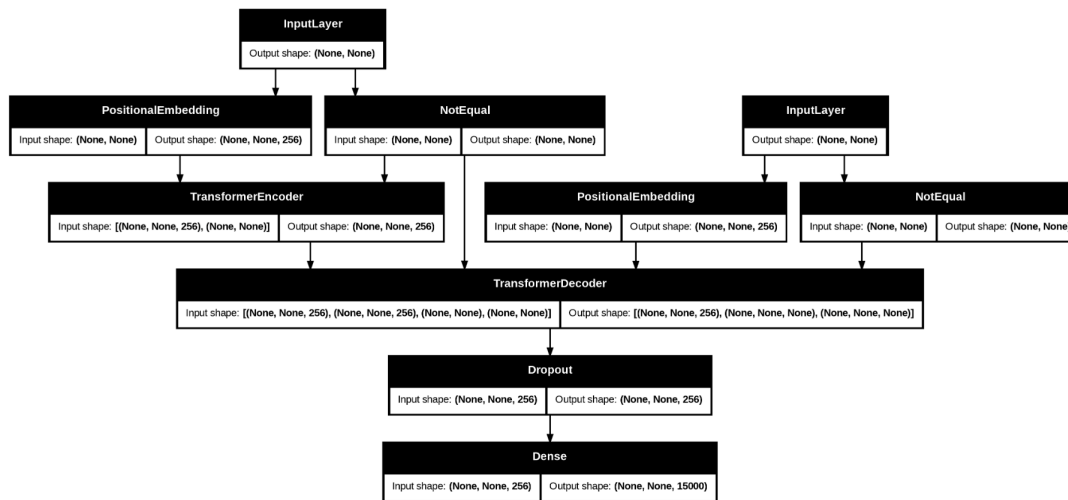 InputLayer
Output shape: (None, None)
PositionalEmbedding
Input shape: (None, None) Output shape: (None, None, 256)
NotEqual
Input shape: (None, None) Output shape: (None, None)
InputLayer
Output shape: (None, None)
TransformerEncoder
Input shape: [(None, None, 256), (None, None)] Output shape: (None, None, 256)
PositionalEmbedding
Input shape: (None, None) Output shape: (None, None, 256)
NotEqual
Input shape: (None, None) Output shape: (None, None)
TransformerDecoder
Input shape: [(None, None, 256), (None, None, 256), (None, None), (None, None)] Output shape: [(None, None, 256), (None, None, None), (None, None, None)]
Dropout
Input shape: (None, None, 256) Output shape: (None, None, 256)
Dense
Input shape: (None, None, 256) Output shape: (None, None, 15000)